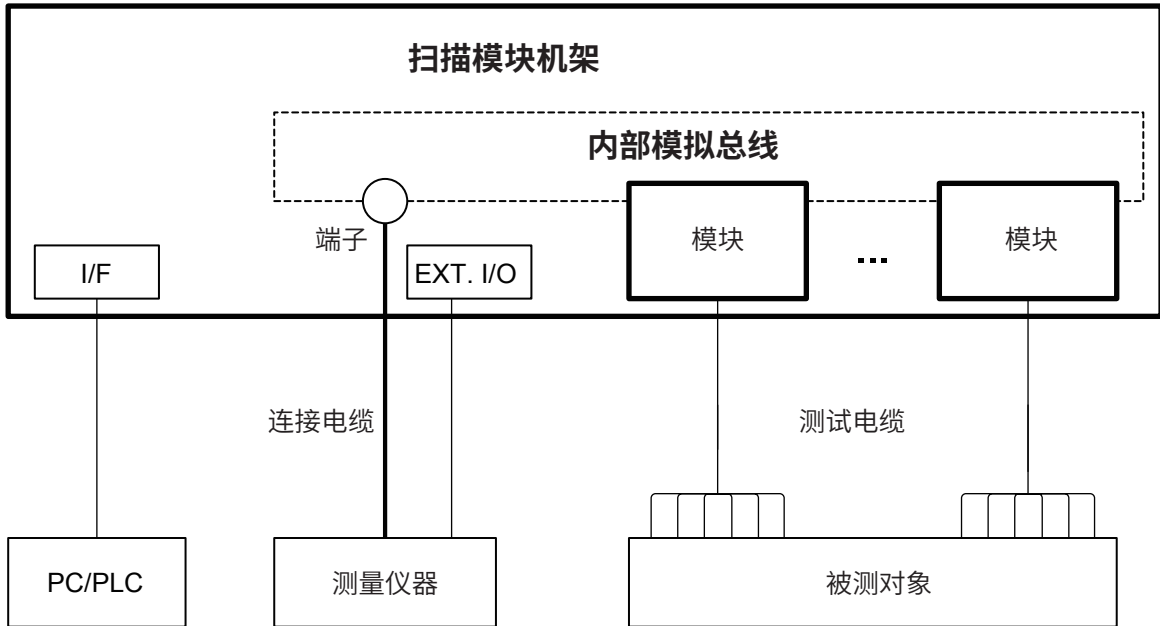 扫描模块机架
内部模拟总线
端子
模块
...
模块
I/F
EXT. I/O
连接电缆
测试电缆
PC/PLC
测量仪器
被测对象